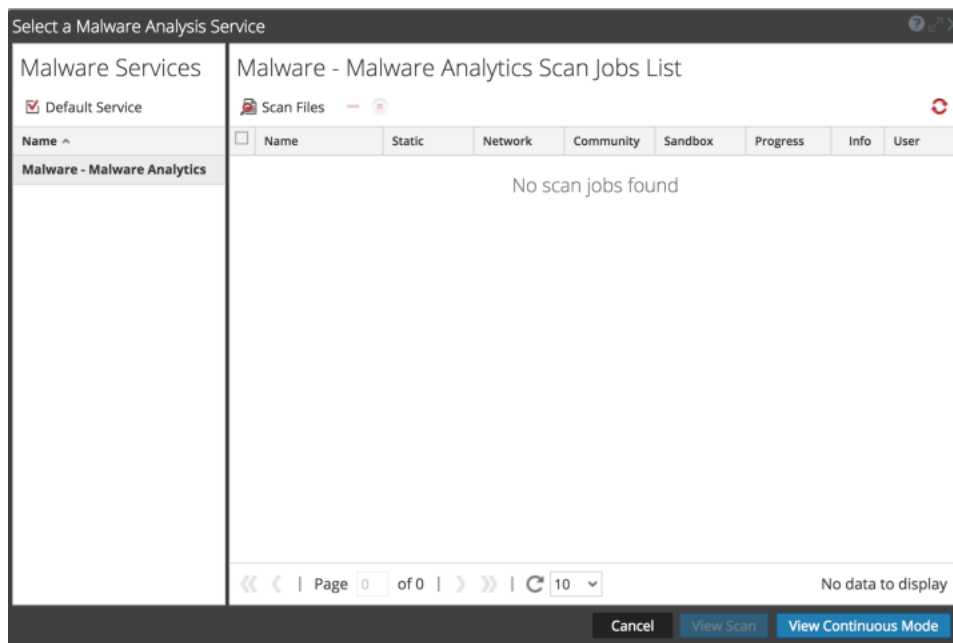 Select a Malware Analysis Service
Malware Services
Default Service
Name
Malware - Malware Analytics
Malware - Malware Analytics Scan Jobs List
Scan Files
Name Static Network Community Sandbox Progress Info User
No scan jobs found
| Page 0 of 0 | | 10 No data to display
Cancel View Scan View Continuous Mode